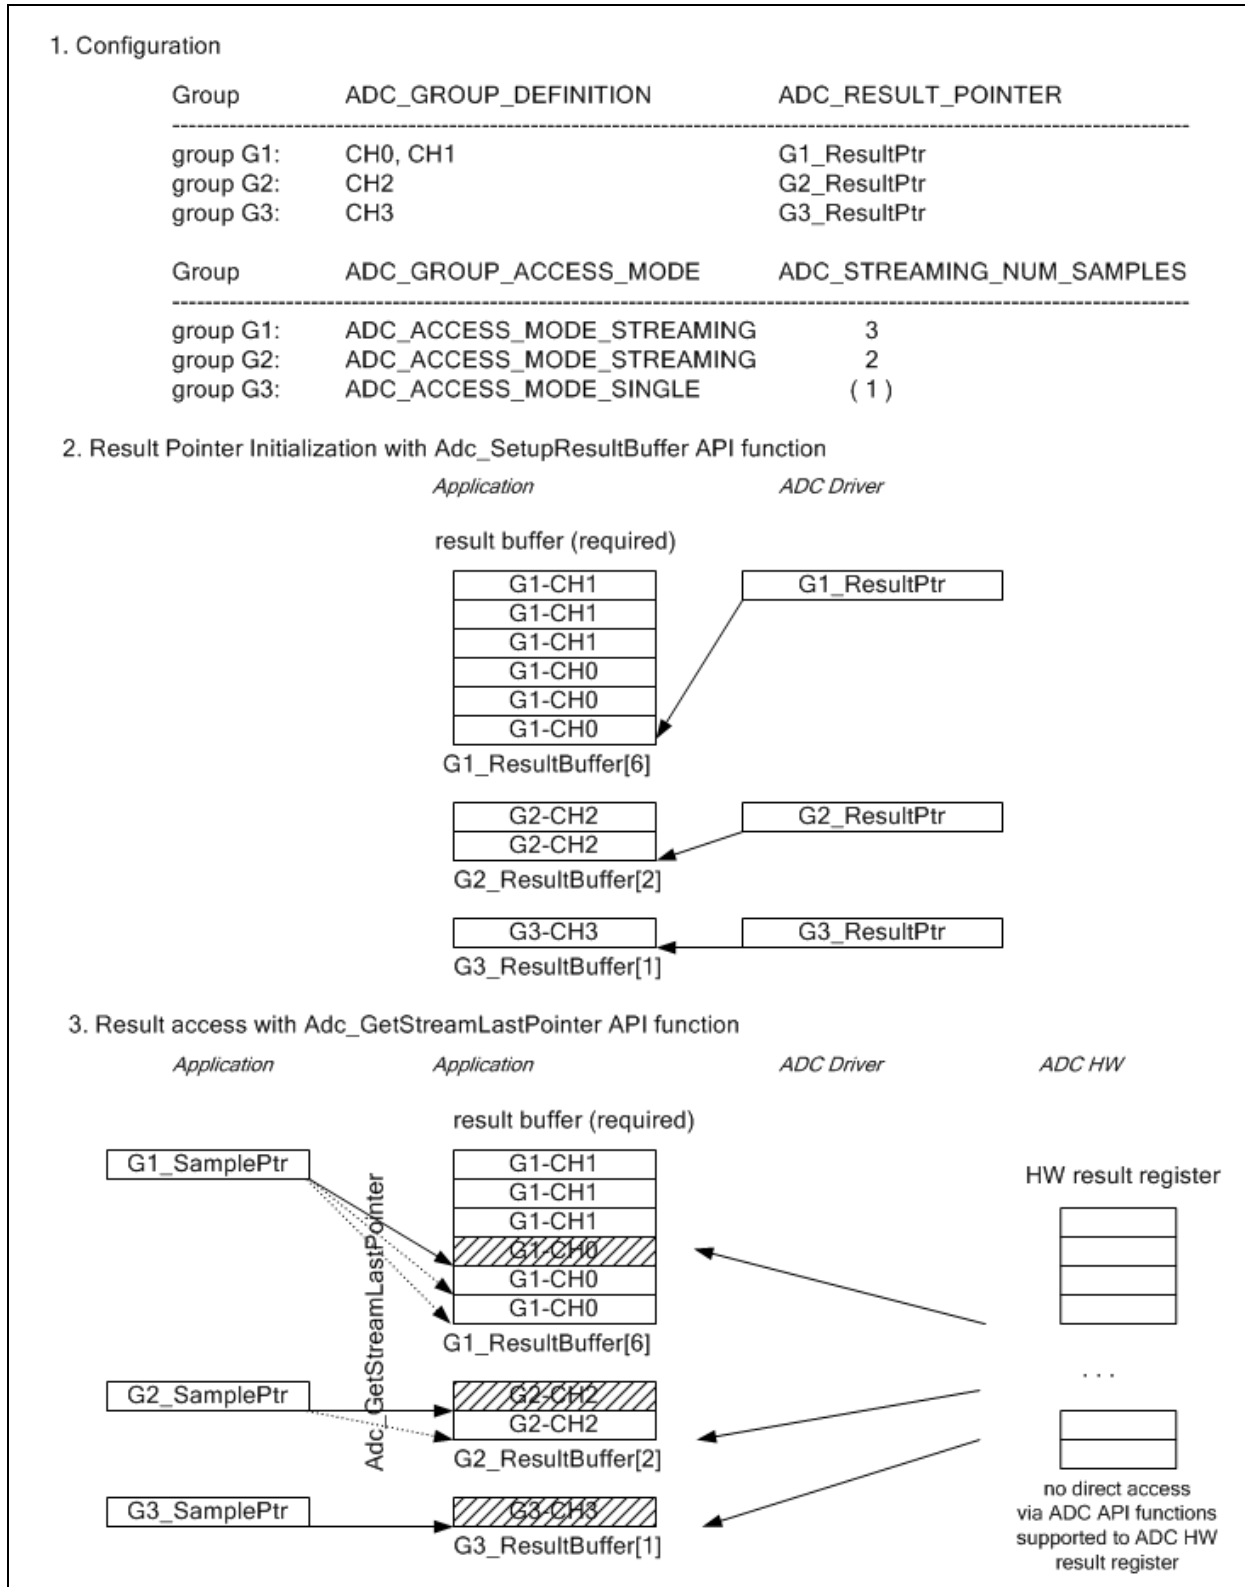 1. Configuration
Group ADC_GROUP_DEFINITION ADC_RESULT_POINTER
group G1: CH0, CH1 G1_ResultPtr
group G2: CH2 G2_ResultPtr
group G3: CH3 G3_ResultPtr
Group ADC_GROUP_ACCESS_MODE ADC_STREAMING_NUM_SAMPLES
group G1: ADC_ACCESS_MODE_STREAMING 3
group G2: ADC_ACCESS_MODE_STREAMING 2
group G3: ADC_ACCESS_MODE_SINGLE ( 1 )
2. Result Pointer Initialization with Adc_SetupResultBuffer API function
Application ADC Driver
result buffer (required)
G1-CH1 G1_ResultPtr
G1-CH1
G1-CH1
G1-CH0
G1-CH0
G1-CH0
G1_ResultBuffer[6]
G2-CH2 G2_ResultPtr
G2-CH2
G2_ResultBuffer[2]
G3-CH3 G3_ResultPtr
G3_ResultBuffer[1]
3. Result access with Adc_GetStreamLastPointer API function
Application Application ADC Driver ADC HW
result buffer (required)
G1_SamplePtr G1-CH1
HW result register
G1-CH1
G1-CH1
G1-CH0
G1-CH0
G1-CH0
G1_ResultBuffer[6]
Adc_GetStreamLastPointer
. . .
G2_SamplePtr G2-CH2
G2-CH2
G2_ResultBuffer[2]
G3_SamplePtr G3-CH3
G3_ResultBuffer[1]
no direct access
via ADC API functions
supported to ADC HW
result register